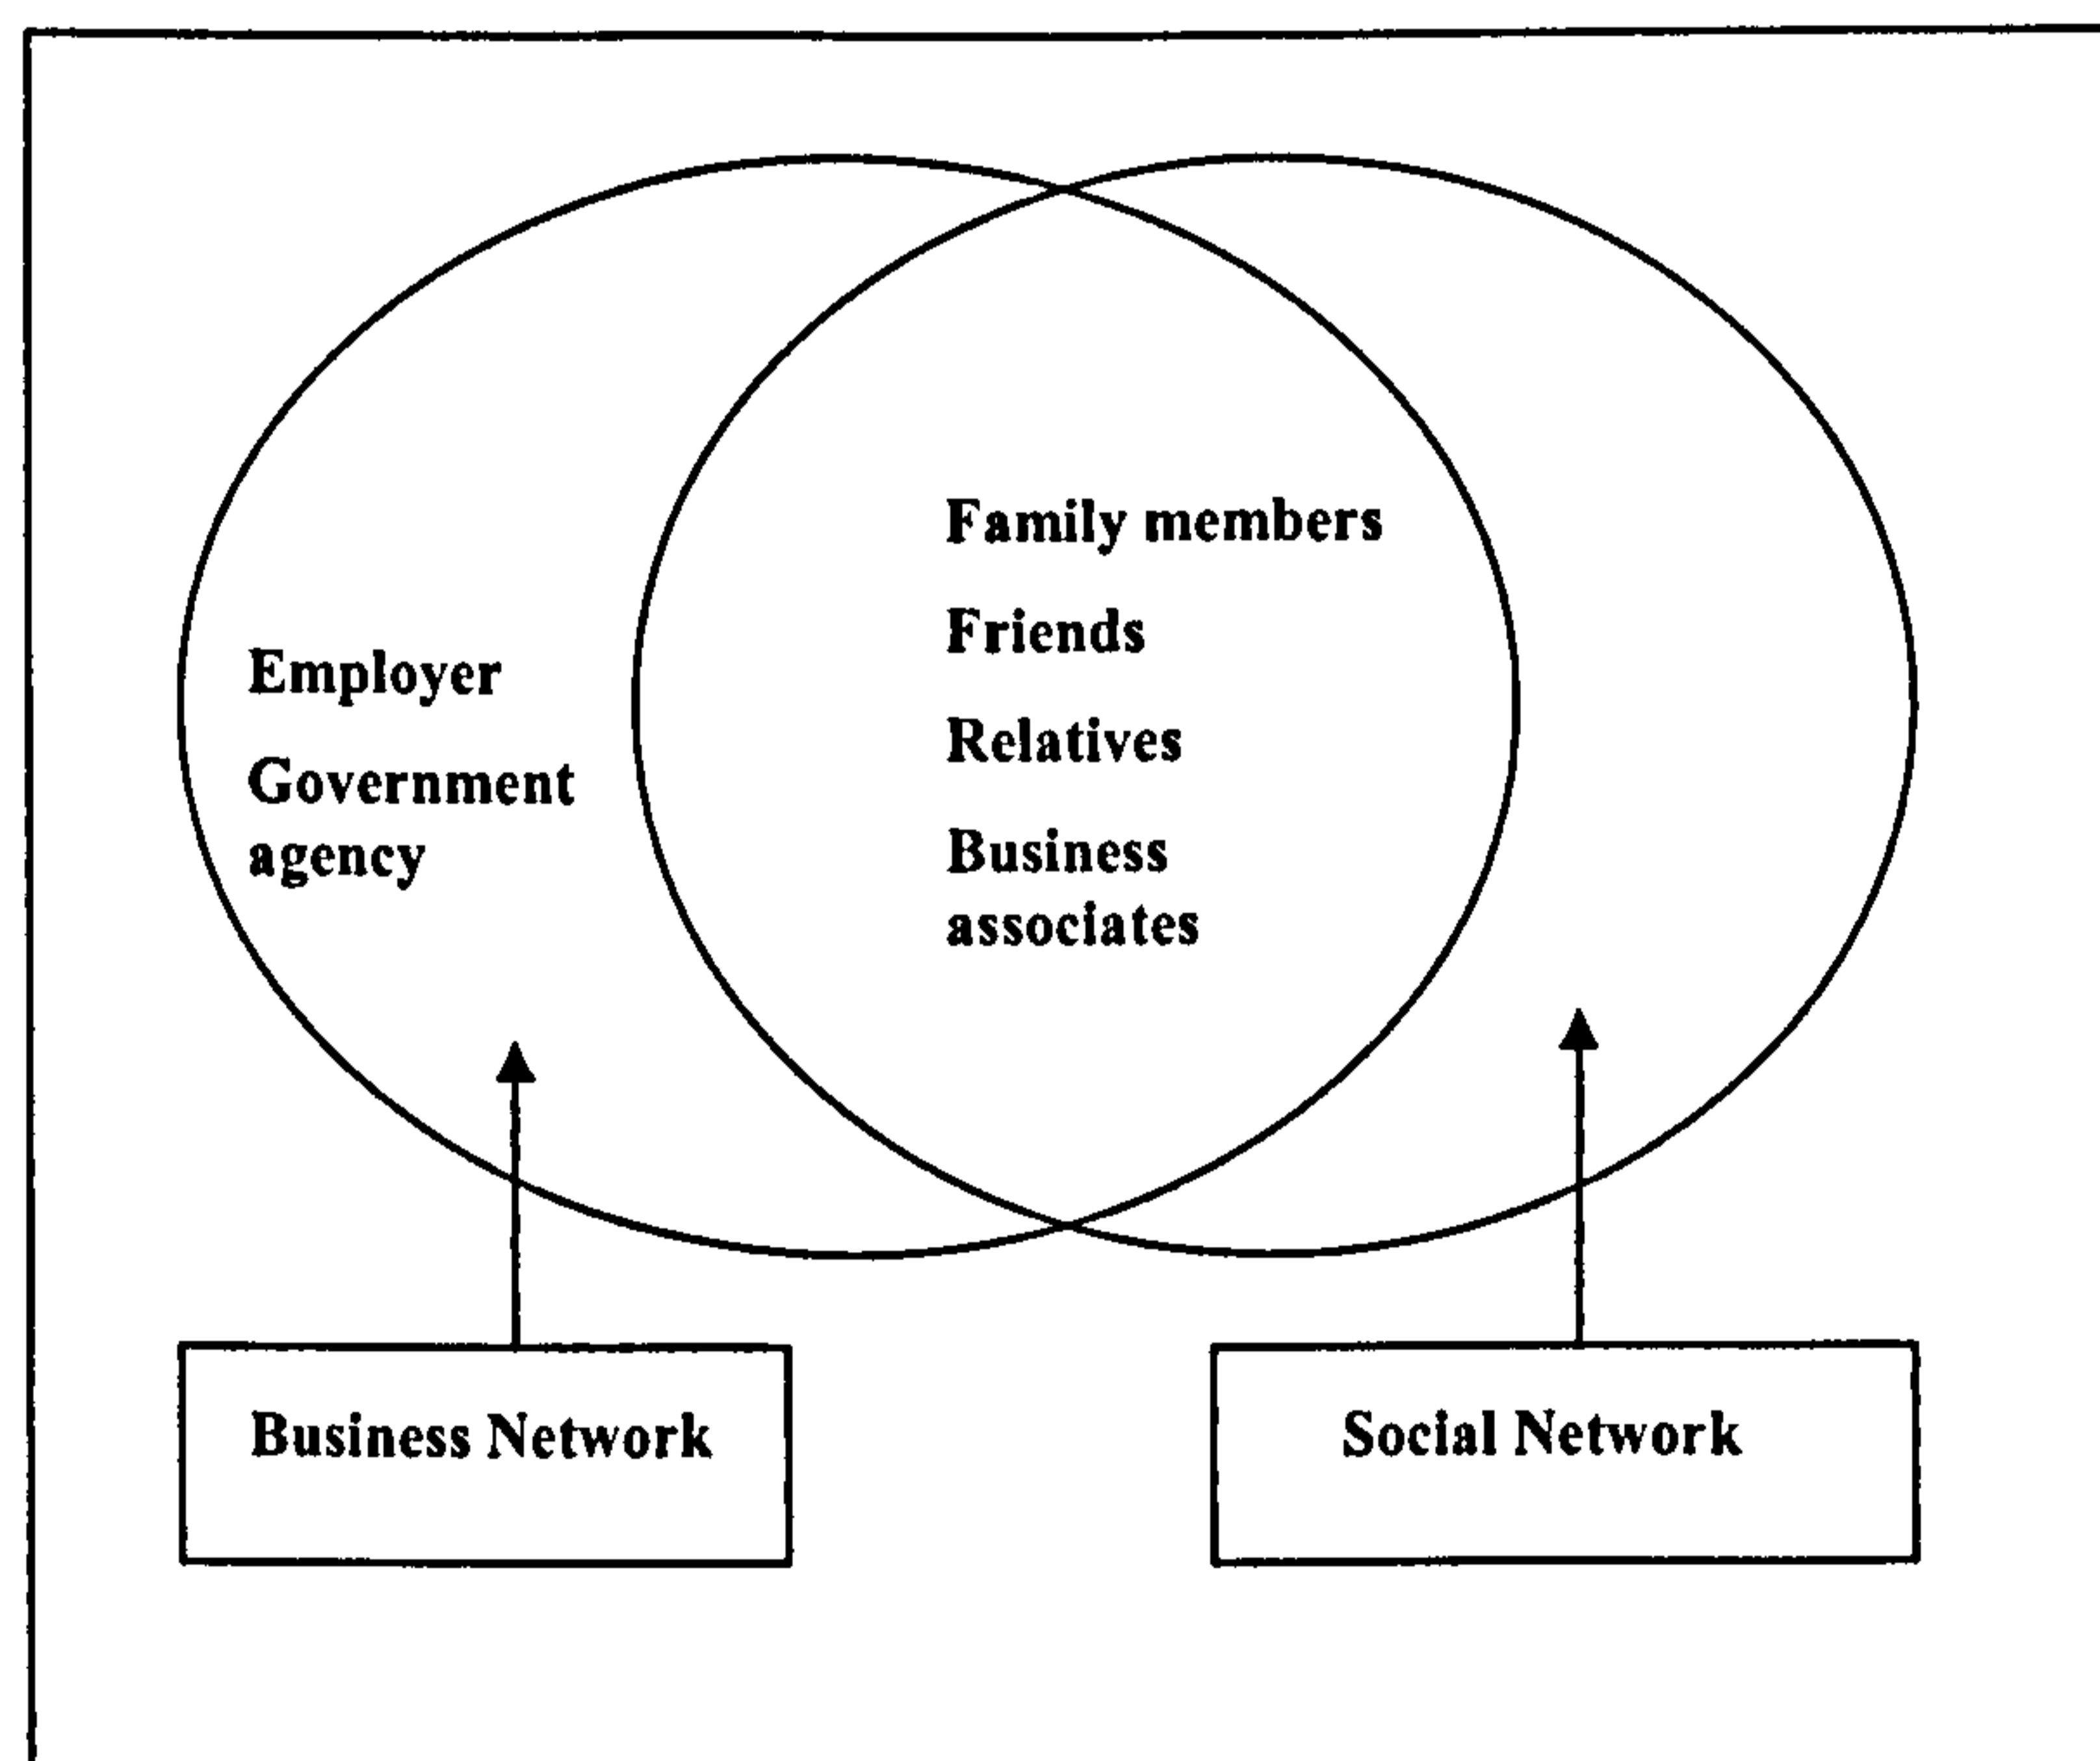 Family members
Friends
Relatives
Business
associates
Employer
Government
agency
Business Network
Social Network